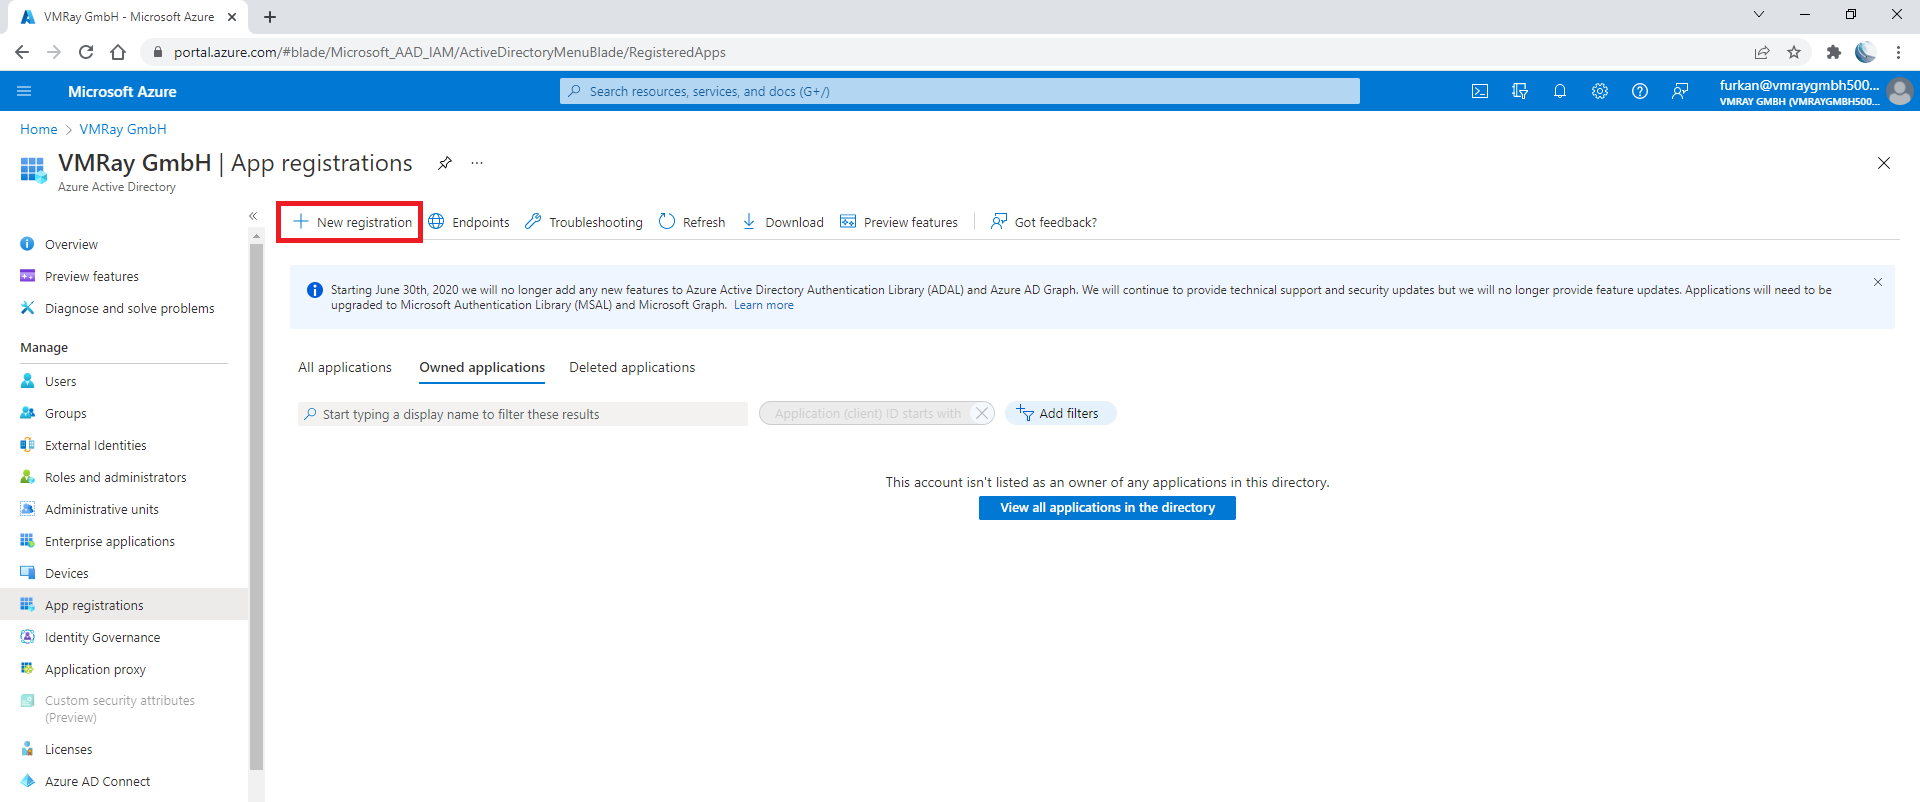 VMRay GmbH - Microsoft Azure
portal.azure.com/#blade/Microsoft_AAD_IAM/ActiveDirectoryMenuBlade/RegisteredApps
Microsoft Azure
Search resources, services, and docs (G+/)
furkan@vmraygmbh500...
VMRAY GMBH (VMRAYGMBH500...
Home > VMRay GmbH
VMRay GmbH | App registrations
Azure Active Directory
New registration
Endpoints
Troubleshooting
Refresh
Download
Preview features
Got feedback?
Overview
Preview features
Diagnose and solve problems
Manage
Users
Groups
External Identities
Roles and administrators
Administrative units
Enterprise applications
Devices
App registrations
Identity Governance
Application proxy
Custom security attributes
(Preview)
Licenses
Azure AD Connect
Starting June 30th, 2020 we will no longer add any new features to Azure Active Directory Authentication Library (ADAL) and Azure AD Graph. We will continue to provide technical support and security updates but we will no longer provide feature updates. Applications will need to be
upgraded to Microsoft Authentication Library (MSAL) and Microsoft Graph. Learn more
All applications
Owned applications
Deleted applications
Start typing a display name to filter these results
Application (client) ID starts with
Add filters
This account isn't listed as an owner of any applications in this directory.
View all applications in the directory